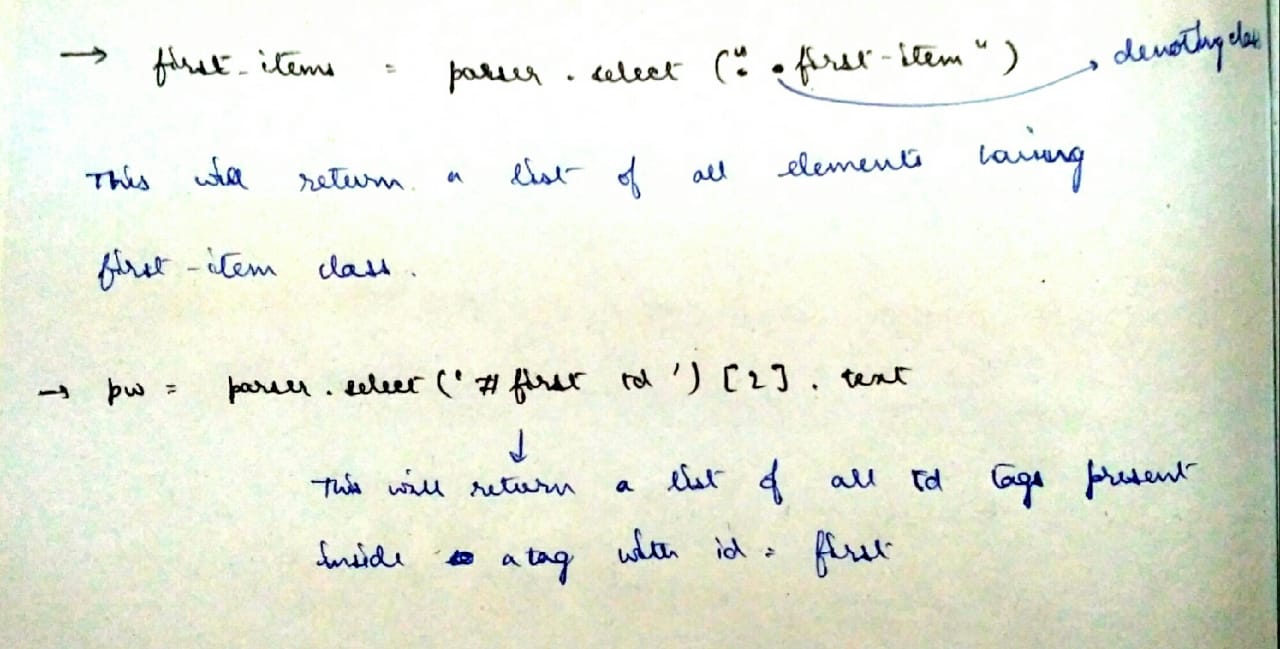 → first-items = parser.select (".first-item") → denoting class
This will return a list of all elements having
first-item class.
→ pw = parser.select ('#first td') [2].text
↓
This will return a list of all td tags present
inside a tag with id = first